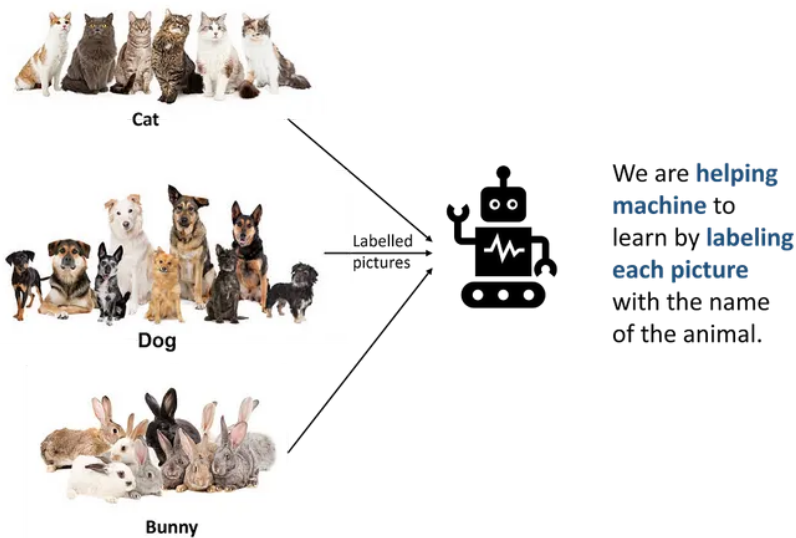 Cat
Labelled
pictures
Dog
Bunny
We are helping
machine to
learn by labeling
each picture
with the name
of the animal.